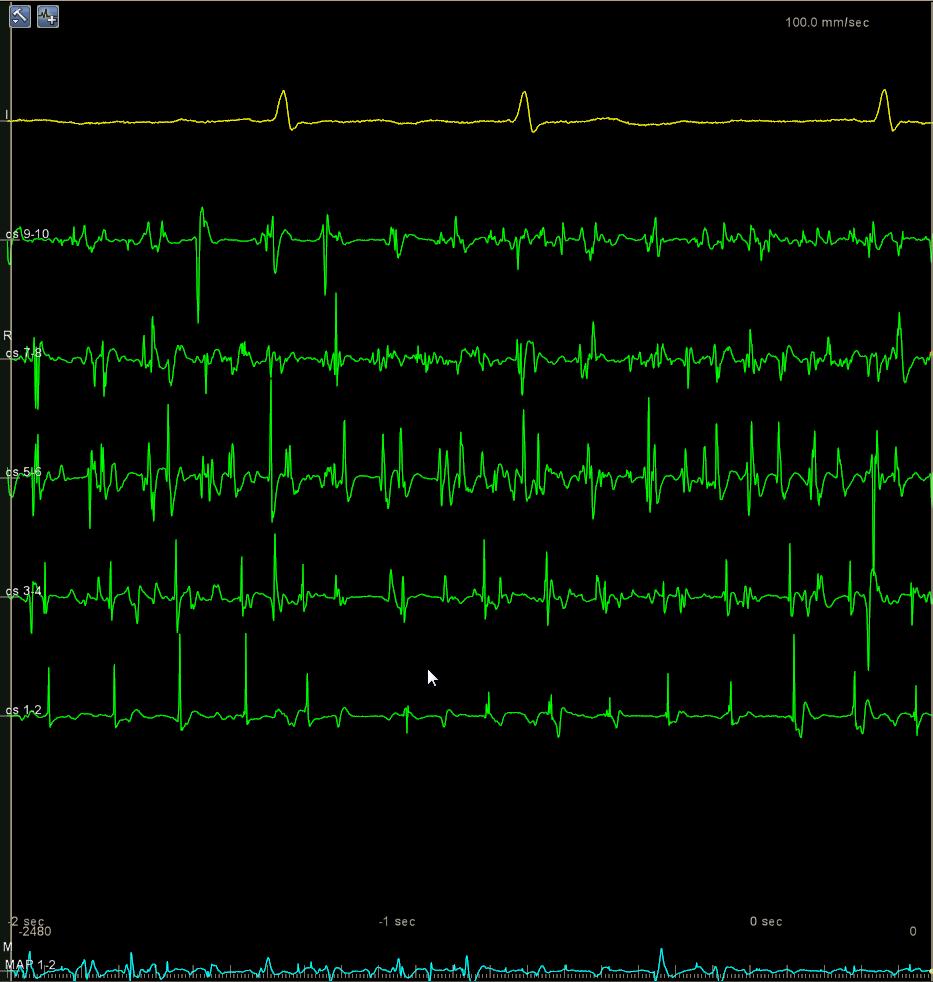 100.0 mm/sec
I
cs 9-10
R
cs 7-8
cs 5-6
cs 3-4
cs 1-2
-2 sec
-1 sec
0 sec
-2480
0
M
MAP 1-2